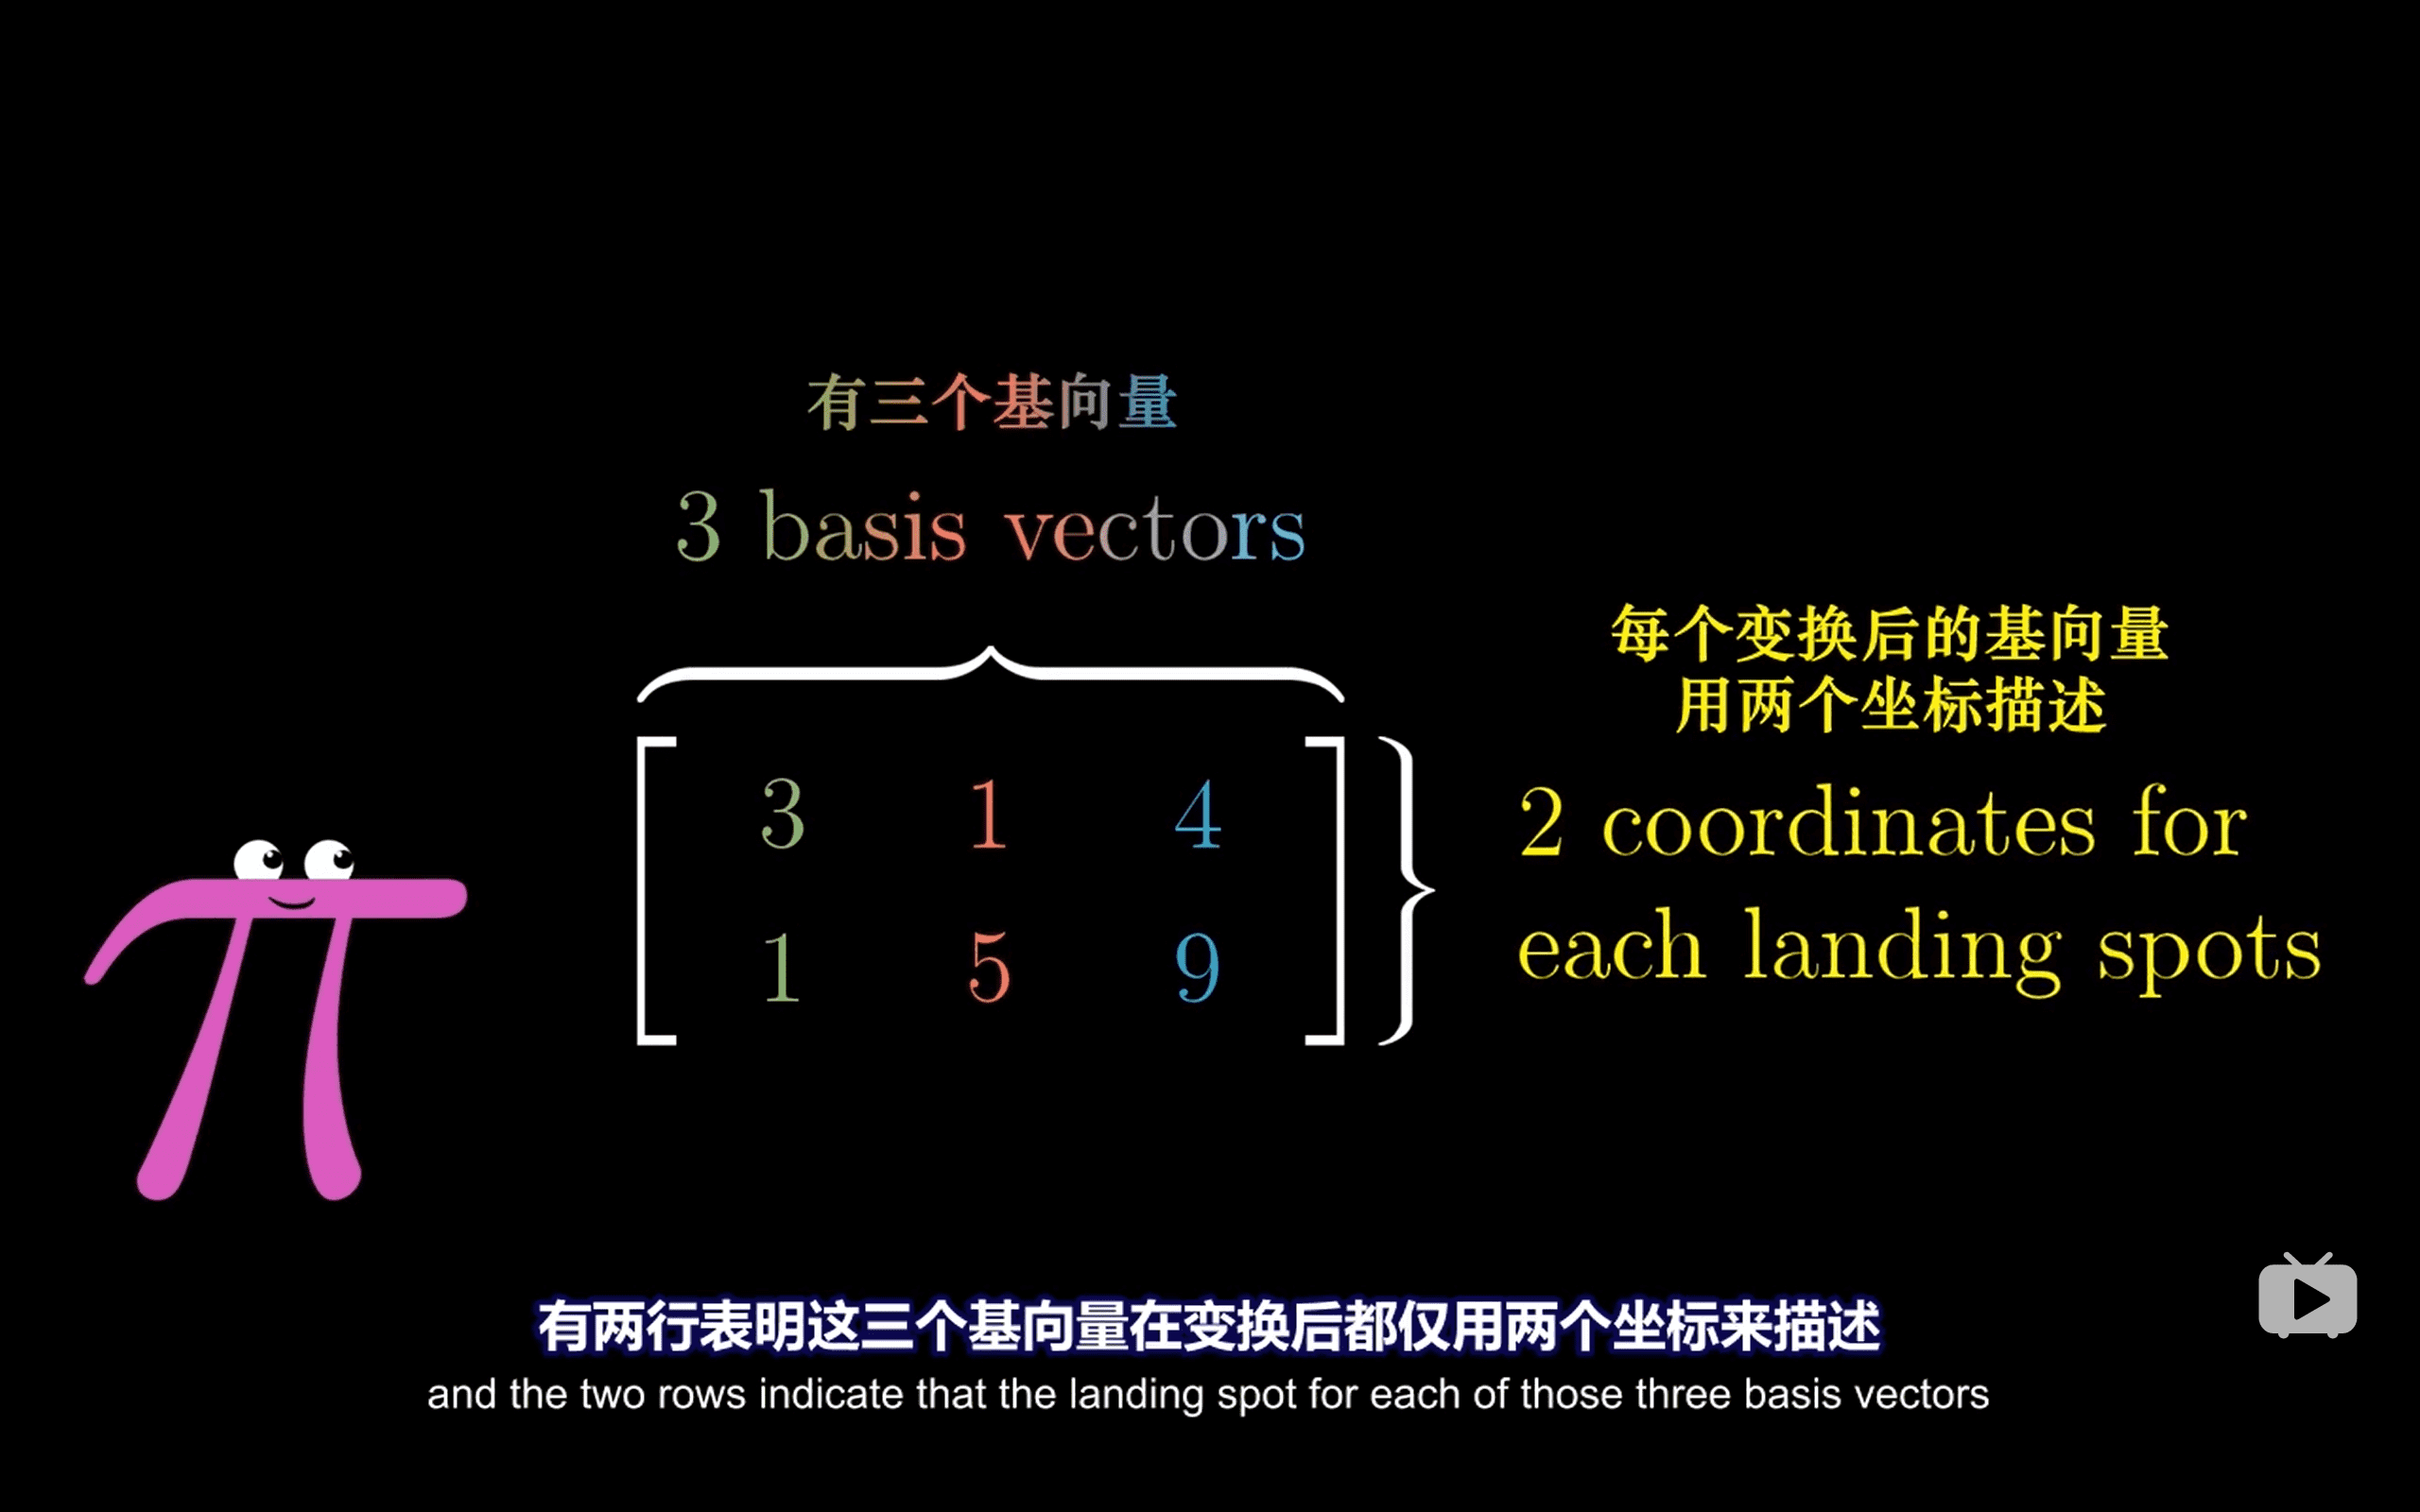 有三个基向量
3 basis vectors
每个变换后的基向量
用两个坐标描述
3 1 4
2 coordinates for
1 5 9
each landing spots
有两行表明这三个基向量在变换后都仅用两个坐标来描述
and the two rows indicate that the landing spot for each of those three basis vectors